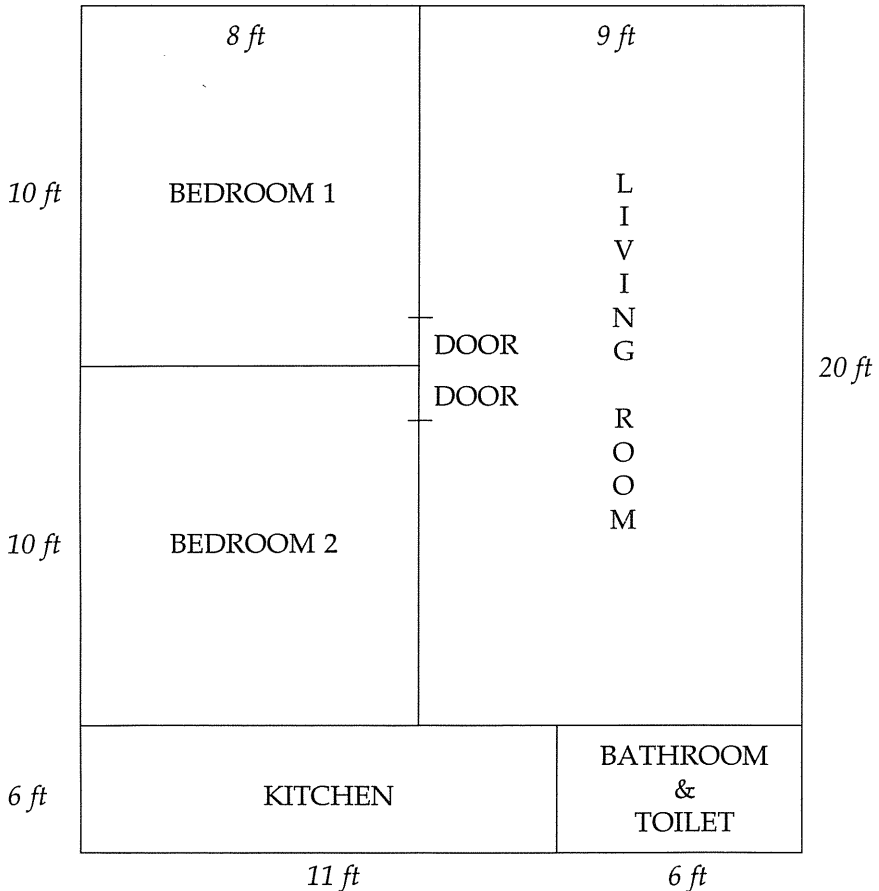 8 ft
9 ft
10 ft
BEDROOM 1
L
I
V
I
N
G
R
O
O
M
DOOR
DOOR
20 ft
10 ft
BEDROOM 2
6 ft
KITCHEN
BATHROOM
&
TOILET
11 ft
6 ft